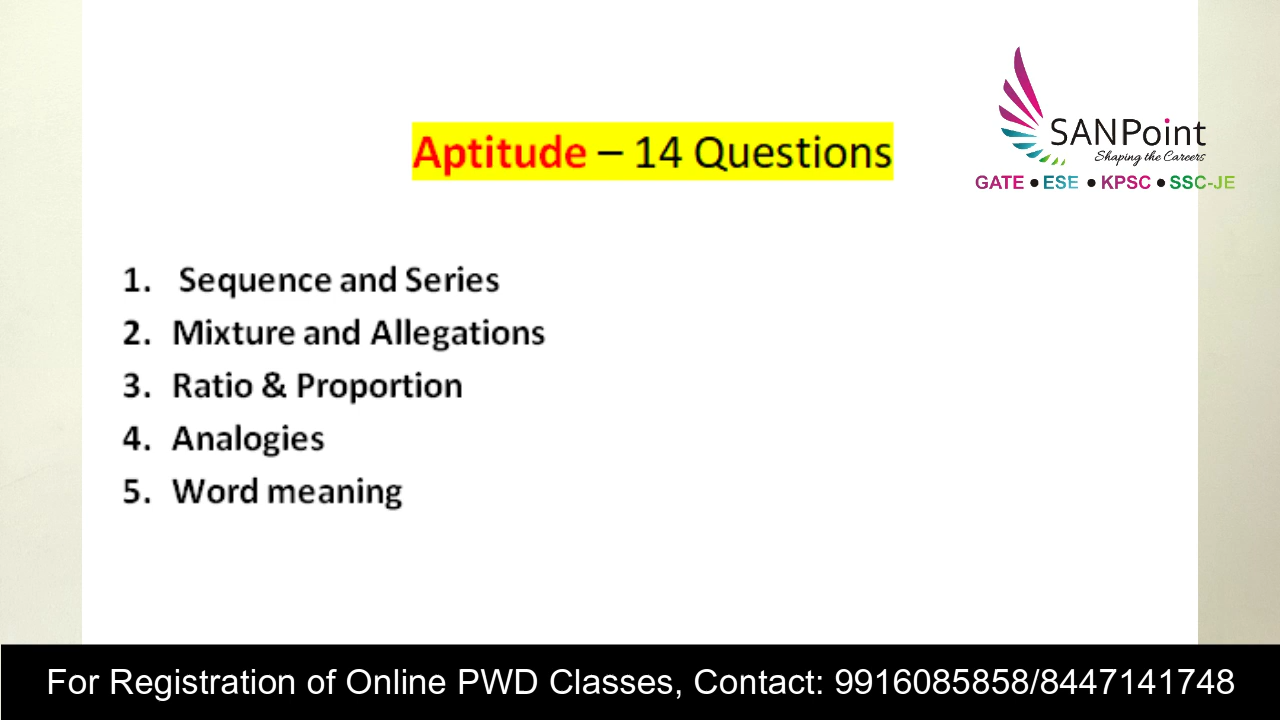 Aptitude – 14 Questions
SANPoint
Shaping the Careers
GATE ● ESE ● KPSC ● SSC-JE
1. Sequence and Series
2. Mixture and Allegations
3. Ratio & Proportion
4. Analogies
5. Word meaning
For Registration of Online PWD Classes, Contact: 9916085858/8447141748